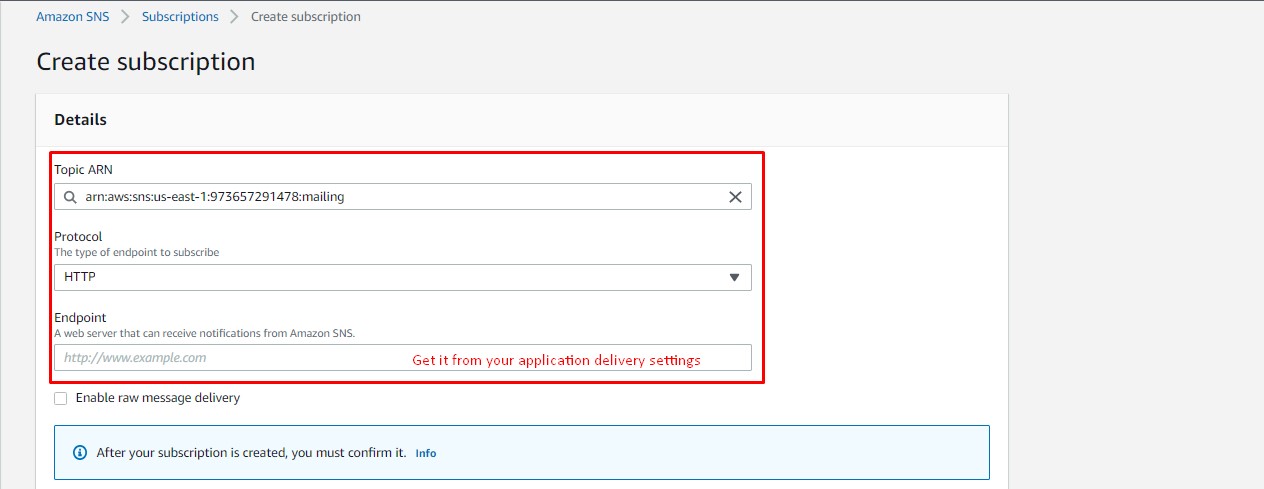 Amazon SNS > Subscriptions > Create subscription
Create subscription
Details
Topic ARN
arn:aws:sns:us-east-1:973657291478:mailing
Protocol
The type of endpoint to subscribe
HTTP
Endpoint
A web server that can receive notifications from Amazon SNS.
http://www.example.com Get it from your application delivery settings
Enable raw message delivery
After your subscription is created, you must confirm it. Info